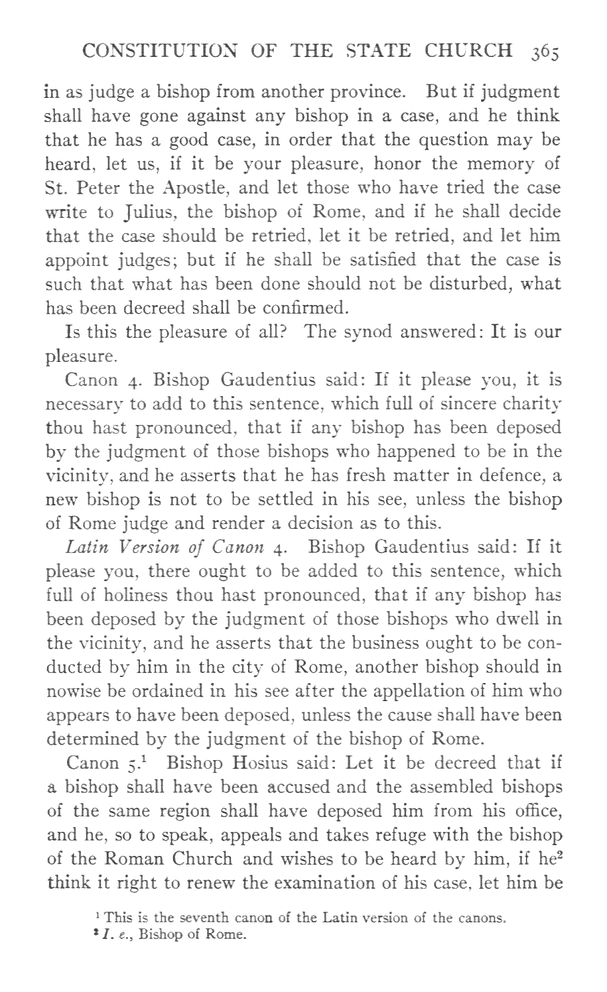 CONSTITUTION OF THE STATE CHURCH 365
in as judge a bishop from another province. But if judgment
shall have gone against any bishop in a case, and he think
that he has a good case, in order that the question may be
heard, let us, if it be your pleasure, honor the memory of
St. Peter the Apostle, and let those who have tried the case
write to Julius, the bishop of Rome, and if he shall decide
that the case should be retried, let it be retried, and let him
appoint judges; but if he shall be satisfied that the case is
such that what has been done should not be disturbed, what
has been decreed shall be confirmed.
Is this the pleasure of all? The synod answered: It is our
pleasure.
Canon 4. Bishop Gaudentius said: If it please you, it is
necessary to add to this sentence, which full of sincere charity
thou hast pronounced, that if any bishop has been deposed
by the judgment of those bishops who happened to be in the
vicinity, and he asserts that he has fresh matter in defence, a
new bishop is not to be settled in his see, unless the bishop
of Rome judge and render a decision as to this.
Latin Version of Canon 4. Bishop Gaudentius said: If it
please you, there ought to be added to this sentence, which
full of holiness thou hast pronounced, that if any bishop has
been deposed by the judgment of those bishops who dwell in
the vicinity, and he asserts that the business ought to be con-
ducted by him in the city of Rome, another bishop should in
nowise be ordained in his see after the appellation of him who
appears to have been deposed, unless the cause shall have been
determined by the judgment of the bishop of Rome.
Canon 5.¹ Bishop Hosius said: Let it be decreed that if
a bishop shall have been accused and the assembled bishops
of the same region shall have deposed him from his office,
and he, so to speak, appeals and takes refuge with the bishop
of the Roman Church and wishes to be heard by him, if he²
think it right to renew the examination of his case, let him be
¹ This is the seventh canon of the Latin version of the canons.
² I. e., Bishop of Rome.